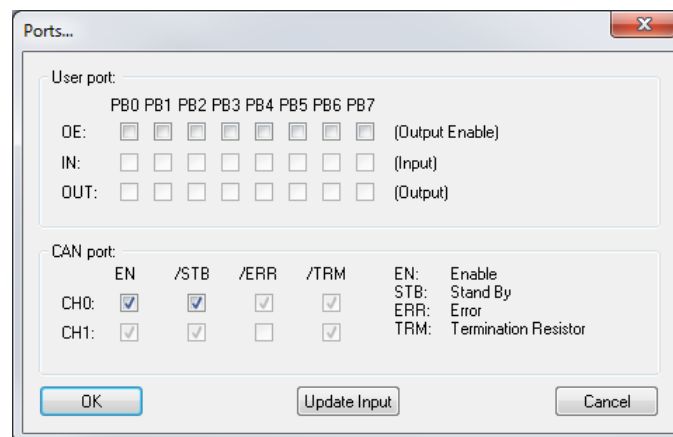 Ports...
User port:
PB0 PB1 PB2 PB3 PB4 PB5 PB6 PB7
OE: (Output Enable)
IN: (Input)
OUT: (Output)
CAN port:
EN /STB /ERR /TRM EN: Enable
STB: Stand By
CH0: ERR: Error
CH1: TRM: Termination Resistor
OK Update Input Cancel